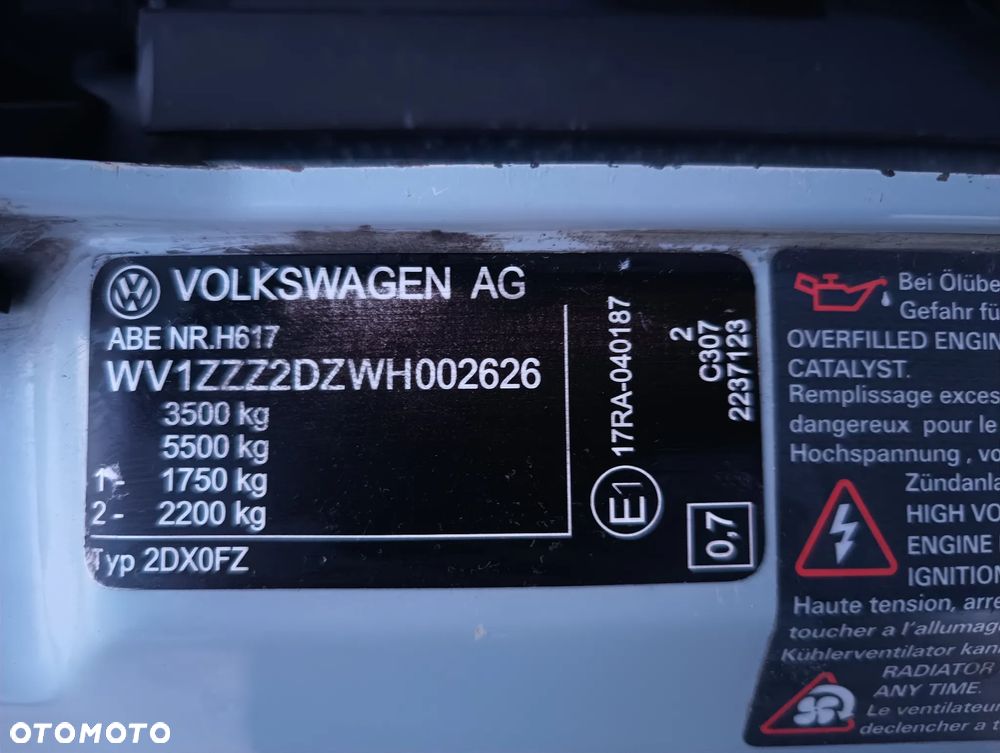 VOLKSWAGEN AG
ABE NR.H617
WV1ZZZ2DZWH002626
3500 kg
5500 kg
1- 1750 kg
2- 2200 kg
Typ 2DX0FZ
E1 17RA-040187
2
C307
2237123
0,7
Bei Ölübe
Gefahr fü
OVERFILLED ENGIN
CATALYST.
Remplissage exces
dangereux pour le
Hochspannung, vo
Zündanla
HIGH VO
ENGINE
IGNITION
Haute tension, arre
toucher a l'allumag
Kühlerventilator kan
RADIATOR
ANY TIME.
Le ventilateur
declencher a t
OTOMOTO